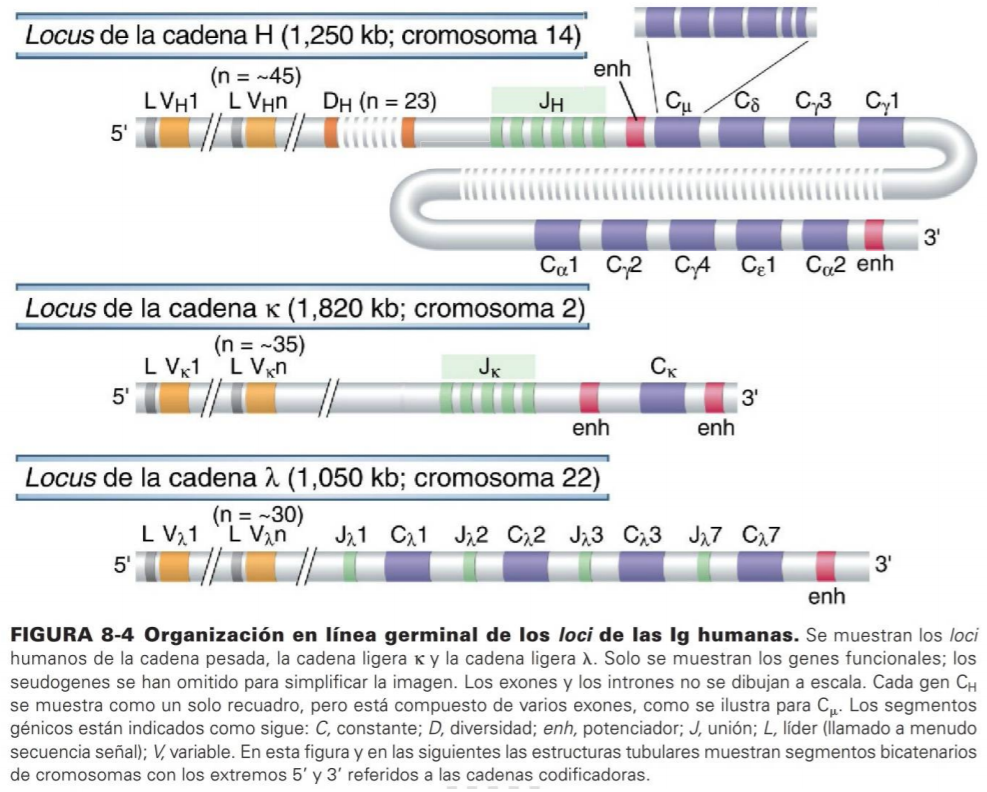 Locus de la cadena H (1,250 kb; cromosoma 14)
(n = ~45)
enh
L VH1 L VHn DH (n = 23) JH Cμ Cδ Cγ3 Cγ1
5'
3'
Cα1 Cγ2 Cγ4 Cε1 Cα2 enh
Locus de la cadena κ (1,820 kb; cromosoma 2)
(n = ~35)
L Vκ1 L Vκn Jκ Cκ
5' 3'
enh enh
Locus de la cadena λ (1,050 kb; cromosoma 22)
(n = ~30)
L Vλ1 L Vλn Jλ1 Cλ1 Jλ2 Cλ2 Jλ3 Cλ3 Jλ7 Cλ7
5' 3'
enh
FIGURA 8-4 Organización en línea germinal de los loci de las Ig humanas. Se muestran los loci
humanos de la cadena pesada, la cadena ligera κ y la cadena ligera λ. Solo se muestran los genes funcionales; los
seudogenes se han omitido para simplificar la imagen. Los exones y los intrones no se dibujan a escala. Cada gen CH
se muestra como un solo recuadro, pero está compuesto de varios exones, como se ilustra para Cμ. Los segmentos
génicos están indicados como sigue: C, constante; D, diversidad; enh, potenciador; J, unión; L, líder (llamado a menudo
secuencia señal); V, variable. En esta figura y en las siguientes las estructuras tubulares muestran segmentos bicatenarios
de cromosomas con los extremos 5’ y 3’ referidos a las cadenas codificadoras.